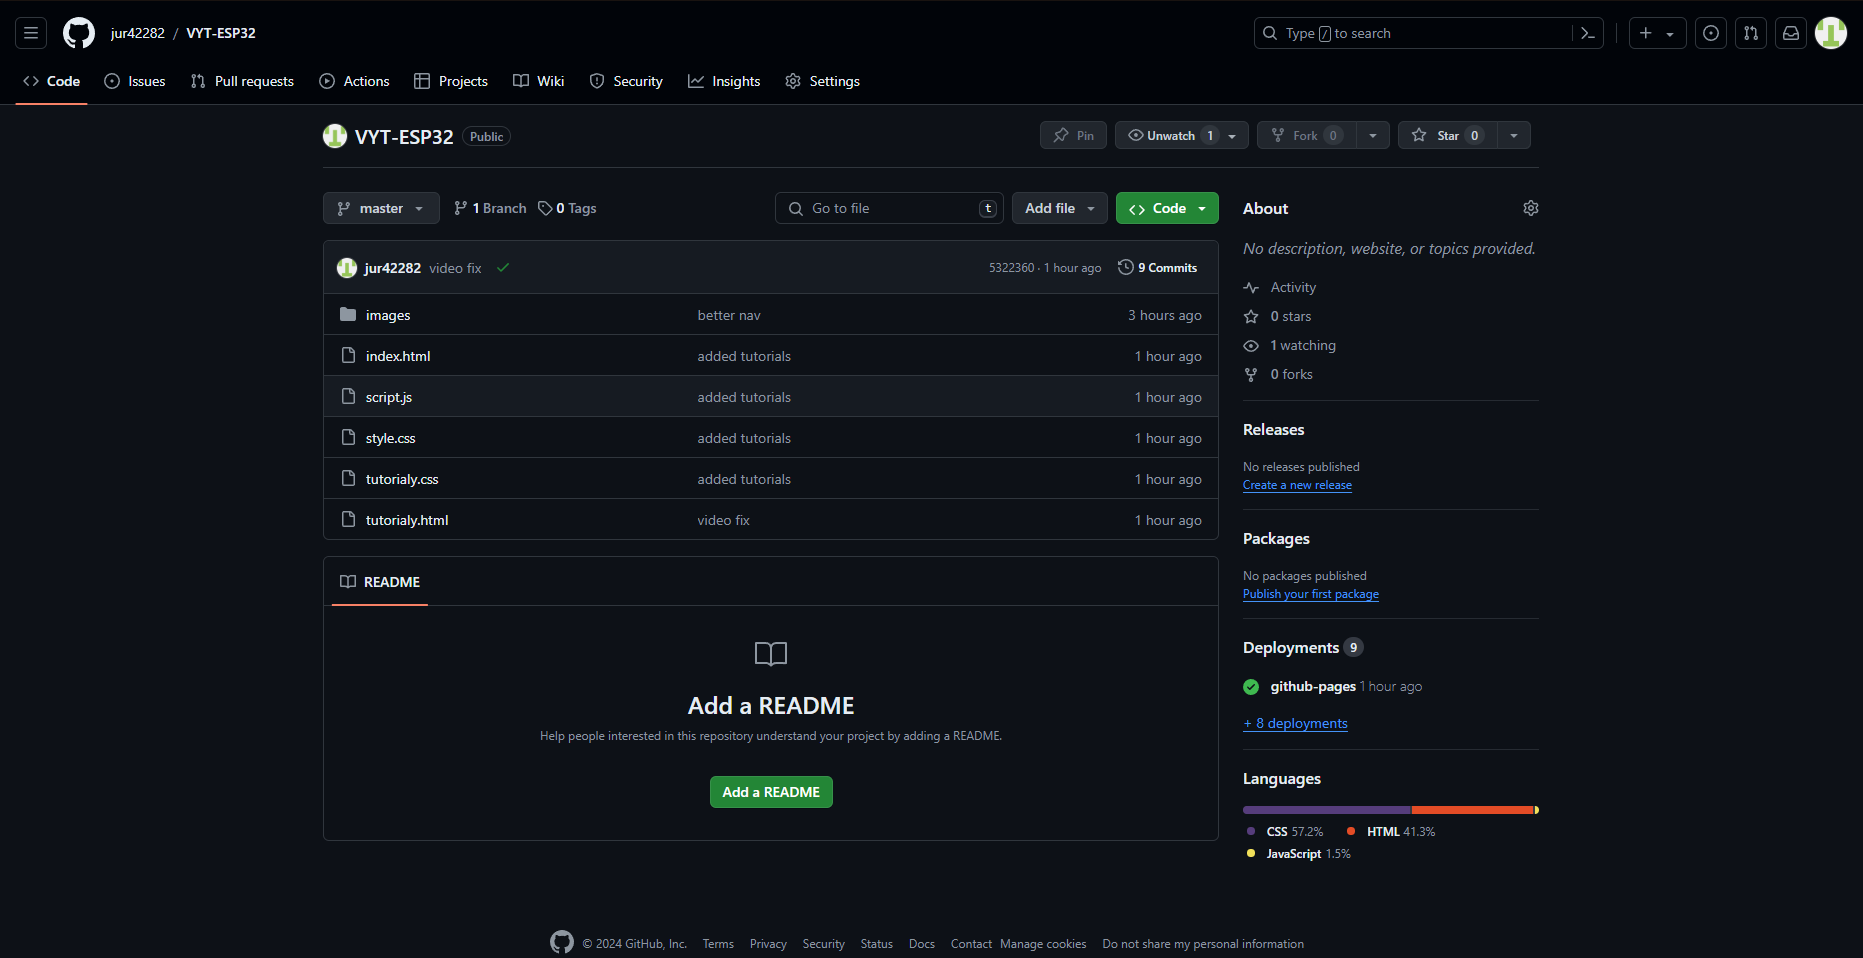 jur42282 / VYT-ESP32
Type / to search
Code Issues Pull requests Actions Projects Wiki Security Insights Settings
VYT-ESP32 Public
Pin Unwatch 1 Fork 0 Star 0
master 1 Branch 0 Tags Go to file t Add file Code
jur42282 video fix 5322360 · 1 hour ago 9 Commits
images better nav 3 hours ago
index.html added tutorials 1 hour ago
script.js added tutorials 1 hour ago
style.css added tutorials 1 hour ago
tutorialy.css added tutorials 1 hour ago
tutorialy.html video fix 1 hour ago
README
Add a README
Help people interested in this repository understand your project by adding a README.
Add a README
About
No description, website, or topics provided.
Activity
0 stars
1 watching
0 forks
Releases
No releases published
Create a new release
Packages
No packages published
Publish your first package
Deployments 9
github-pages 1 hour ago
+ 8 deployments
Languages
CSS 57.2% HTML 41.3%
JavaScript 1.5%
© 2024 GitHub, Inc. Terms Privacy Security Status Docs Contact Manage cookies Do not share my personal information